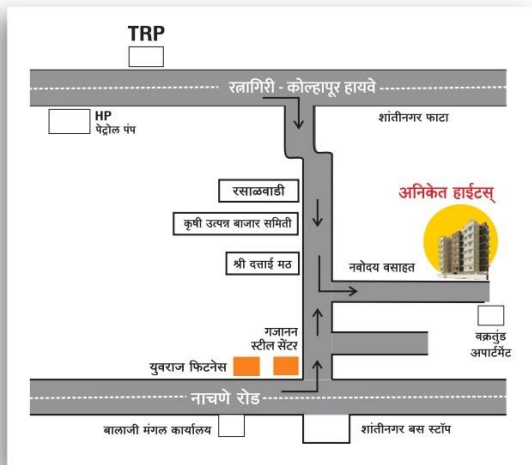 TRP
रत्नागिरी - कोल्हापूर हायवे
HP
पेट्रोल पंप
शांतीनगर फाटा
रसाळवाडी
अनिकेत हाईटस्
कृषी उत्पन्न बाजार समिती
श्री दत्ताई मठ
नवोदय वसाहत
गजानन
स्टील सेंटर
वक्रतुंड
अपार्टमेंट
युवराज फिटनेस
नाचणे रोड
बालाजी मंगल कार्यालय
शांतीनगर बस स्टॉप